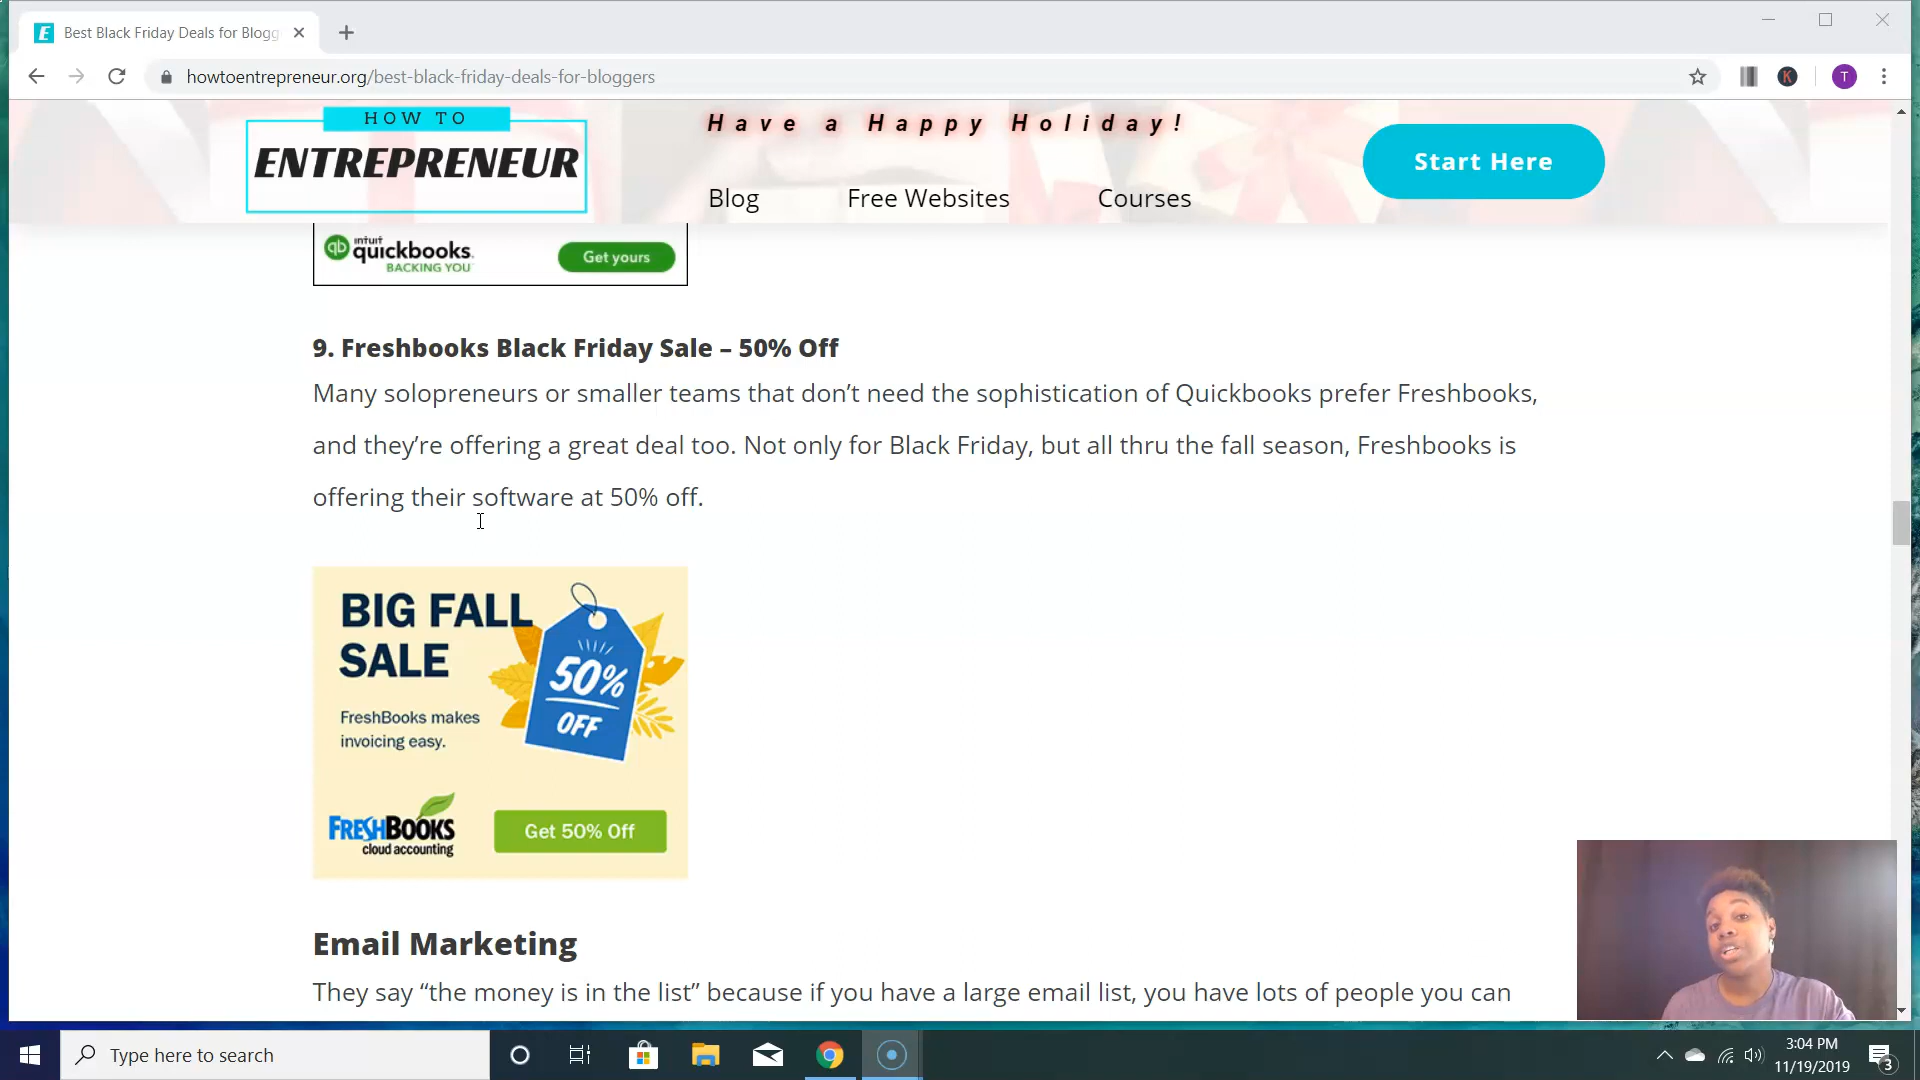 Best Black Friday Deals for Blogg
howtoentrepreneur.org/best-black-friday-deals-for-bloggers
K
T
HOW TO
ENTREPRENEUR
Have a Happy Holiday!
Blog Free Websites Courses
Start Here
qb intuit quickbooks.
BACKING YOU
Get yours
9. Freshbooks Black Friday Sale – 50% Off
Many solopreneurs or smaller teams that don’t need the sophistication of Quickbooks prefer Freshbooks,
and they’re offering a great deal too. Not only for Black Friday, but all thru the fall season, Freshbooks is
offering their software at 50% off.
BIG FALL
SALE
50%
OFF
FreshBooks makes
invoicing easy.
FRESHBOOKS
cloud accounting
Get 50% Off
Email Marketing
They say “the money is in the list” because if you have a large email list, you have lots of people you can
Type here to search
3:04 PM
11/19/2019
3